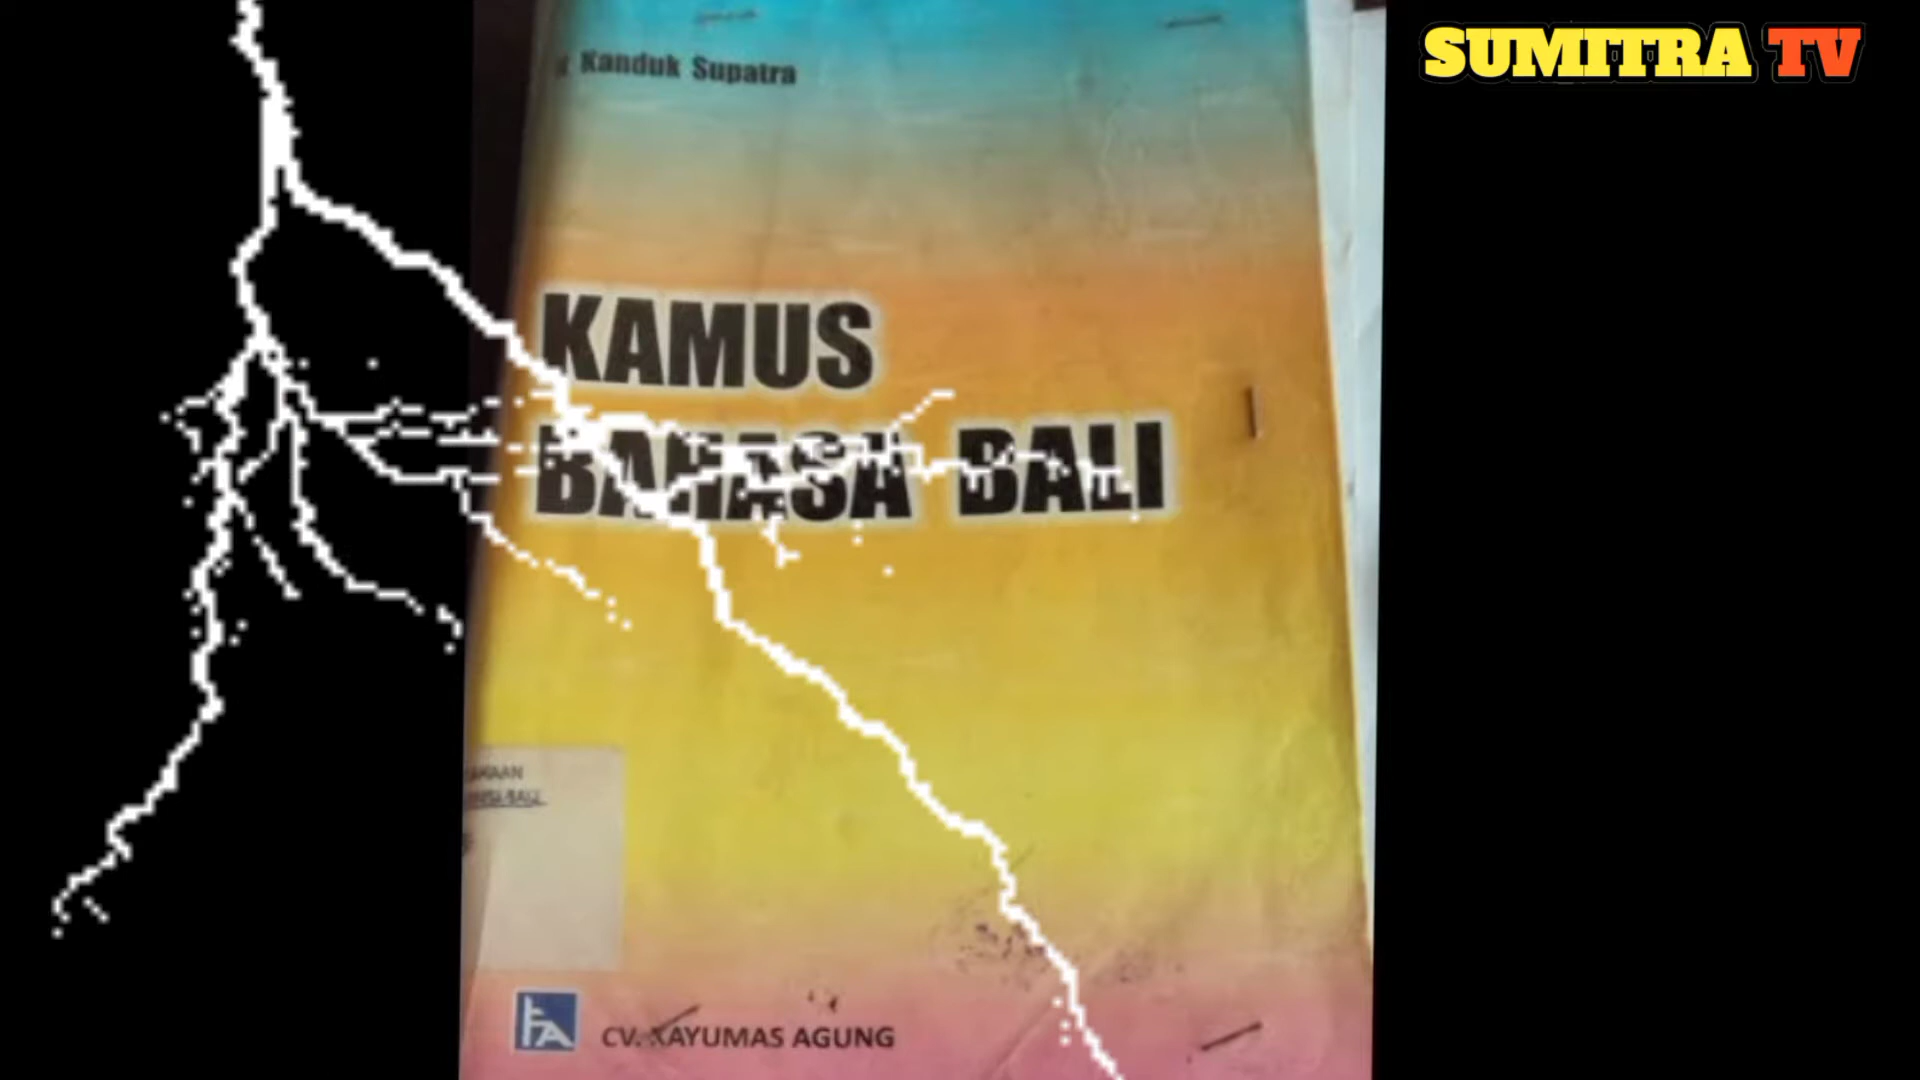 SUMITRA TV
Kanduk Supatra
KAMUS
BAHASA BALI
CV. KAYUMAS AGUNG